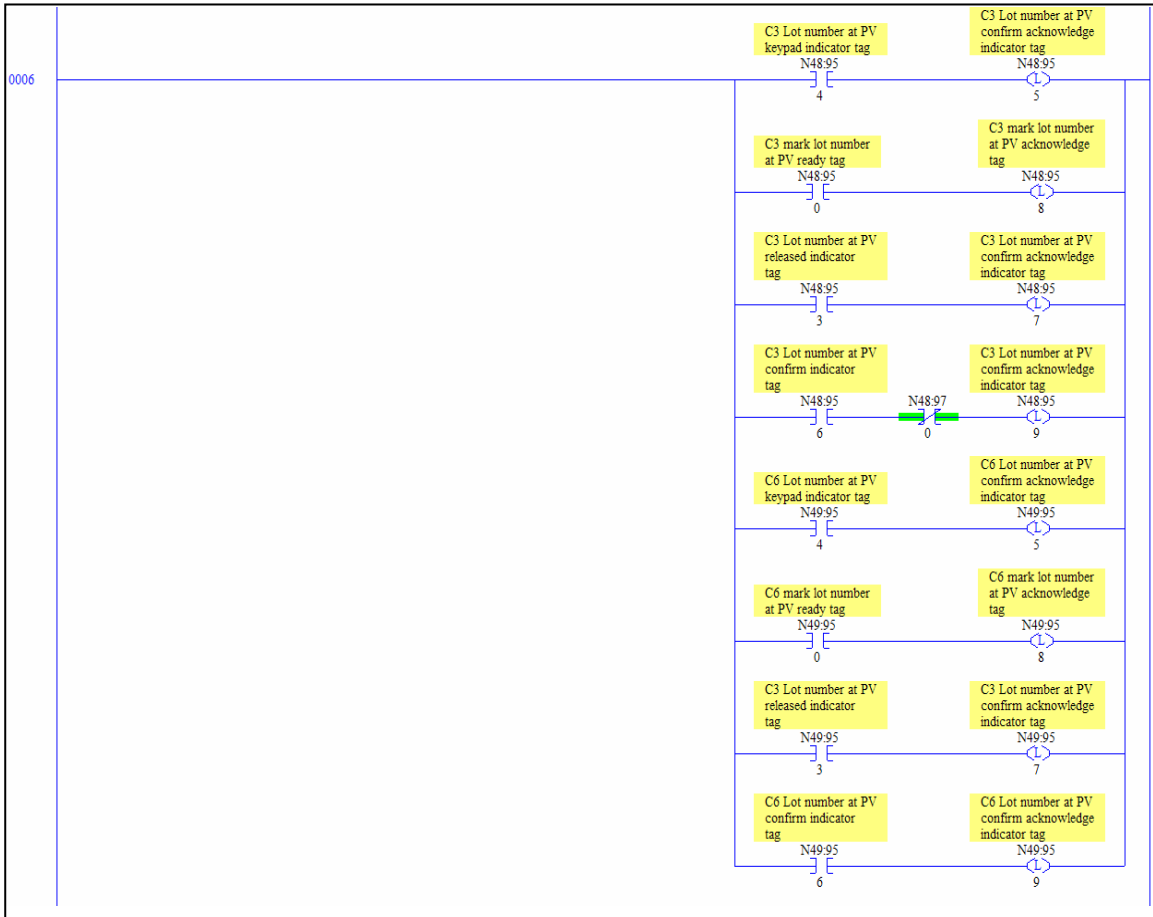 C3 Lot number at PV
keypad indicator tag
N48:95
4
C3 Lot number at PV
confirm acknowledge
indicator tag
N48:95
L
5
0006
C3 mark lot number
at PV ready tag
N48:95
0
C3 mark lot number
at PV acknowledge
tag
N48:95
L
8
C3 Lot number at PV
released indicator
tag
N48:95
3
C3 Lot number at PV
confirm acknowledge
indicator tag
N48:95
L
7
C3 Lot number at PV
confirm indicator
tag
N48:95
6
N48:97
0
C3 Lot number at PV
confirm acknowledge
indicator tag
N48:95
L
9
C6 Lot number at PV
keypad indicator tag
N49:95
4
C6 Lot number at PV
confirm acknowledge
indicator tag
N49:95
L
5
C6 mark lot number
at PV ready tag
N49:95
0
C6 mark lot number
at PV acknowledge
tag
N49:95
L
8
C3 Lot number at PV
released indicator
tag
N49:95
3
C3 Lot number at PV
confirm acknowledge
indicator tag
N49:95
L
7
C6 Lot number at PV
confirm indicator
tag
N49:95
6
C6 Lot number at PV
confirm acknowledge
indicator tag
N49:95
L
9